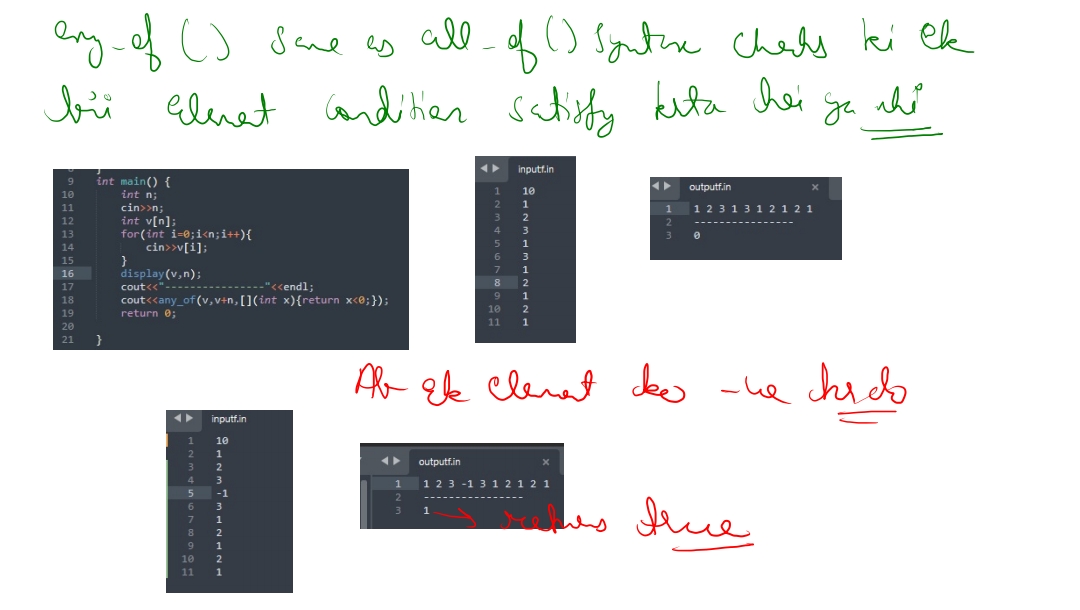 any_of () same as all_of () syntax checks ki ek
bhi element condition satisfy krta hai ya nhi
9 int main() {
10 int n;
11 cin>>n;
12 int v[n];
13 for(int i=0;i<n;i++){
14 cin>>v[i];
15 }
16 display(v,n);
17 cout<<"----------------"<<endl;
18 cout<<any_of(v,v+n,[](int x){return x<0;});
19 return 0;
20
21 }
inputf.in
1 10
2 1
3 2
4 3
5 1
6 3
7 1
8 2
9 1
10 2
11 1
outputf.in ×
1 1 2 3 1 3 1 2 1 2 1
2 ----------------
3 0
Ab ek element ko -ve krdo
inputf.in
1 10
2 1
3 2
4 3
5 -1
6 3
7 1
8 2
9 1
10 2
11 1
outputf.in ×
1 1 2 3 -1 3 1 2 1 2 1
2 ----------------
3 1 → returns true